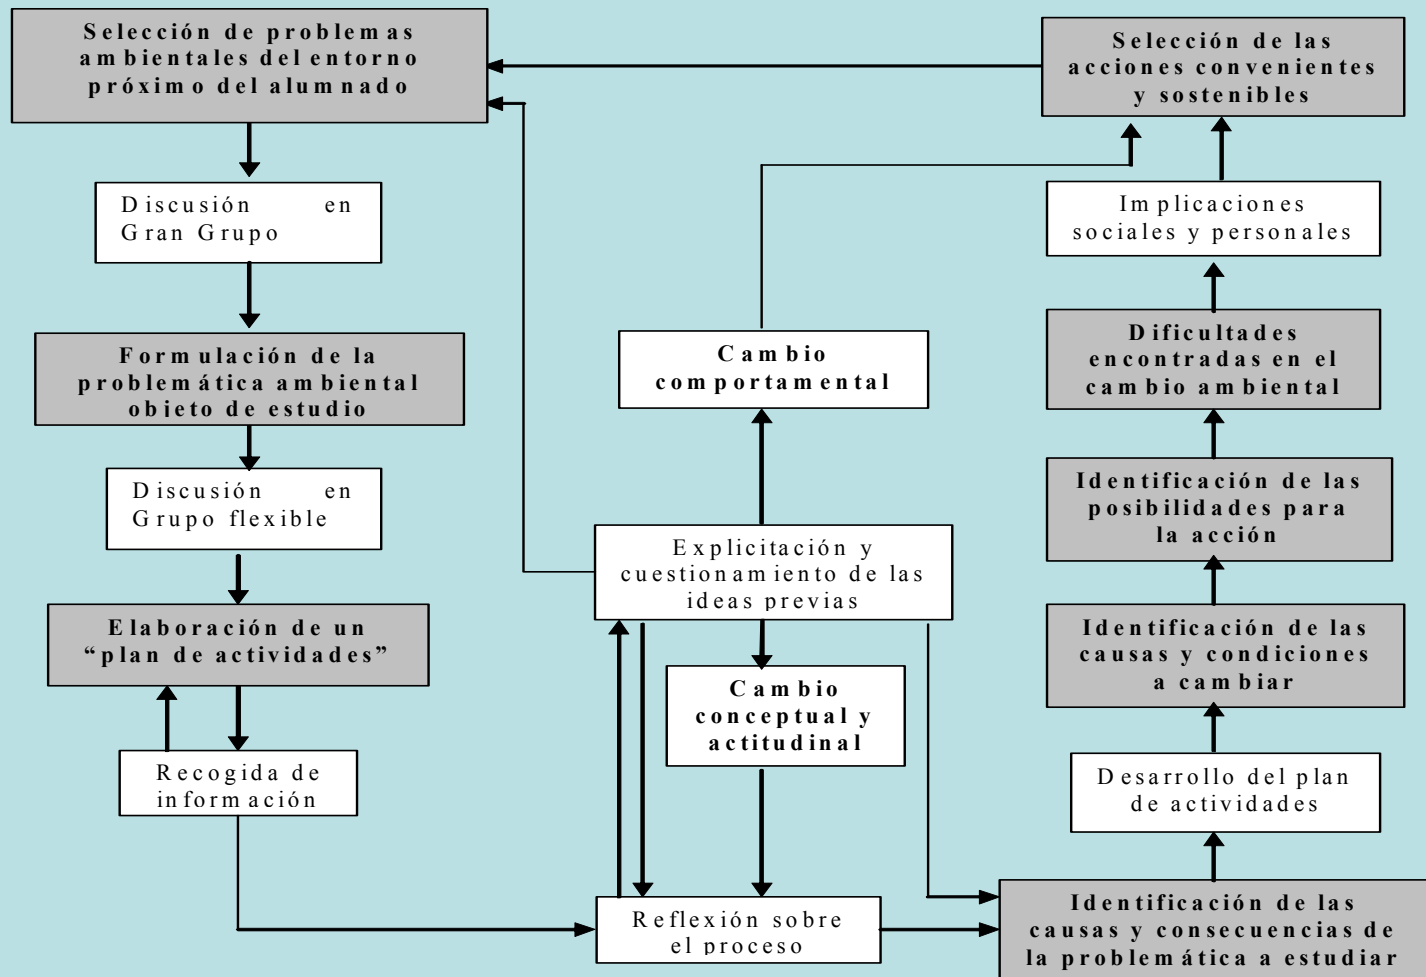 Selección de problemas
ambientales del entorno
próximo del alumnado
Discusión en
Gran Grupo
Formulación de la
problemática ambiental
objeto de estudio
Discusión en
Grupo flexible
Elaboración de un
“plan de actividades”
Recogida de
información
Cambio
comportamental
Explicitación y
cuestionamiento de las
ideas previas
Cambio
conceptual y
actitudinal
Reflexión sobre
el proceso
Selección de las
acciones convenientes
y sostenibles
Implicaciones
sociales y personales
Dificultades
encontradas en el
cambio ambiental
Identificación de las
posibilidades para
la acción
Identificación de las
causas y condiciones
a cambiar
Desarrollo del plan
de actividades
Identificación de las
causas y consecuencias de
la problemática a estudiar